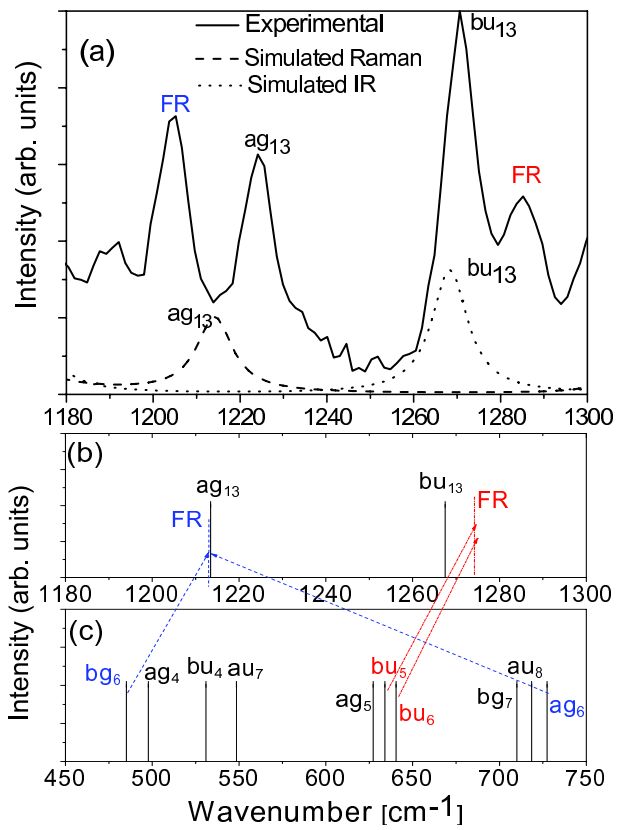 (a)
Experimental
Simulated Raman
Simulated IR
bu13
FR
ag13
FR
ag13
bu13
Intensity (arb. units)
1180 1200 1220 1240 1260 1280 1300
(b)
ag13
bu13
FR
FR
1180 1200 1220 1240 1260 1280 1300
Intensity (arb. units)
(c)
bg6
ag4
bu4
au7
bu5
au8
ag5
bu6
bg7
ag6
450 500 550 600 650 700 750
Wavenumber [cm-1]